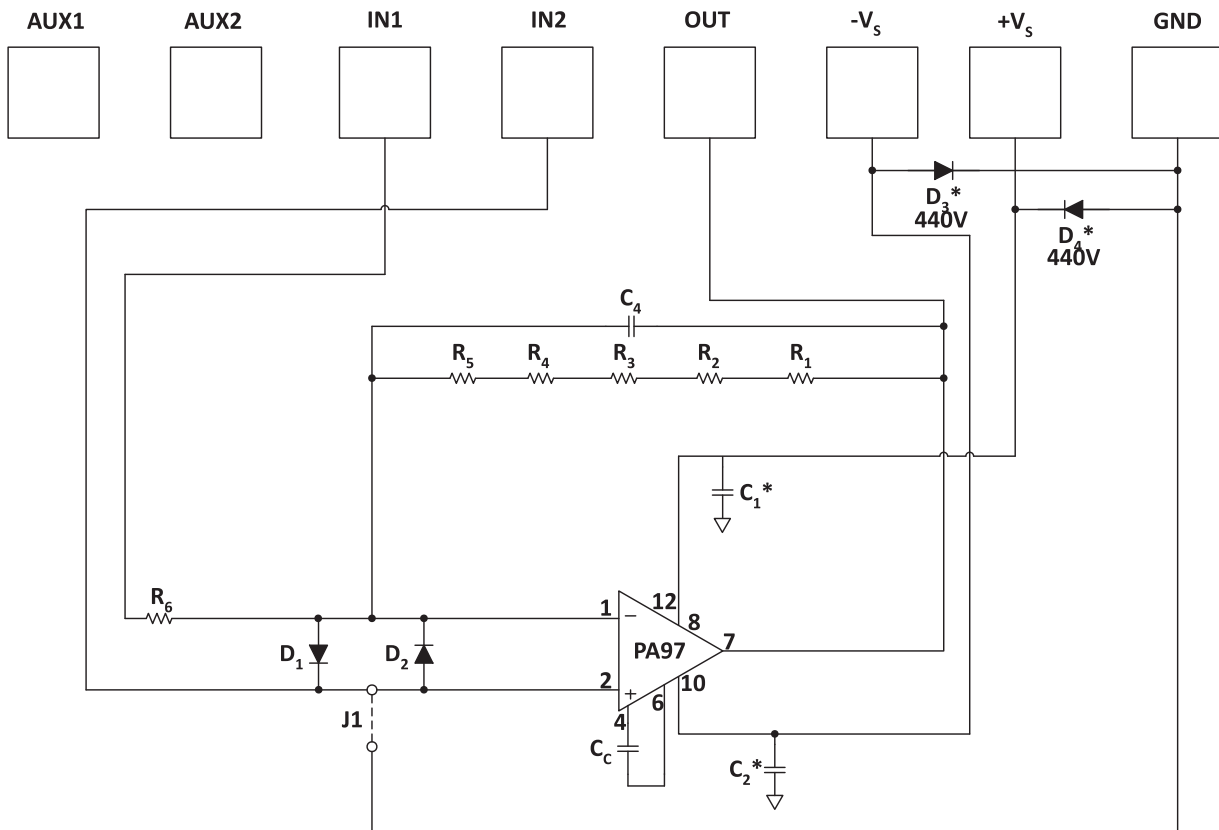 AUX1 AUX2 IN1 IN2 OUT -Vs +Vs GND
D3*
440V
D4*
440V
C4
R5 R4 R3 R2 R1
C1*
R6
1 12 8
D1 D2 PA97 7
2 + 10
6
J1 4
Cc
C2*